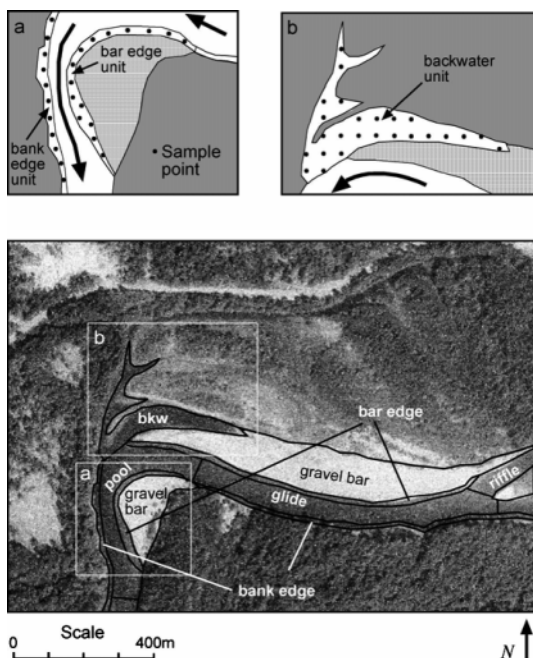 a
bar edge
unit
bank
edge
unit
• Sample
point
b
backwater
unit
b
bkw
bar edge
pool
a
gravel
bar
gravel bar
riffle
glide
bank edge
Scale
0 400m
N